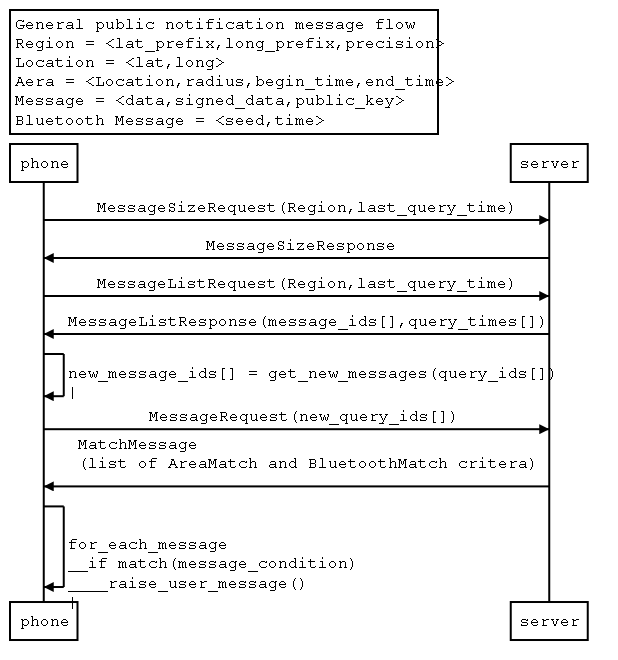 General public notification message flow
Region = <lat_prefix,long_prefix,precision>
Location = <lat,long>
Aera = <Location,radius,begin_time,end_time>
Message = <data,signed_data,public_key>
Bluetooth Message = <seed,time>
phone server
MessageSizeRequest(Region,last_query_time)
MessageSizeResponse
MessageListRequest(Region,last_query_time)
MessageListResponse(message_ids[],query_times[])
new_message_ids[] = get_new_messages(query_ids[])
|
MessageRequest(new_query_ids[])
MatchMessage
(list of AreaMatch and BluetoothMatch critera)
for_each_message
__if match(message_condition)
____raise_user_message()
|
phone server